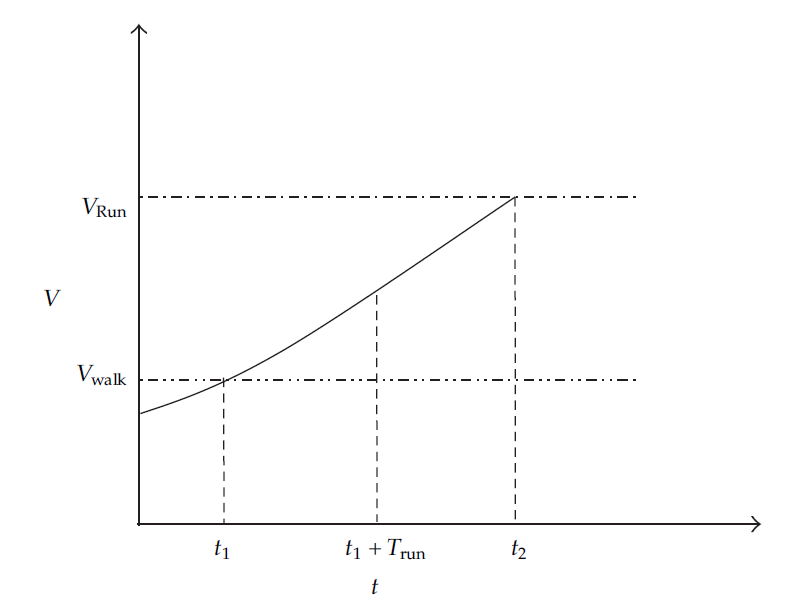 V_Run
V
V_walk
t_1
t_1 + T_run
t_2
t